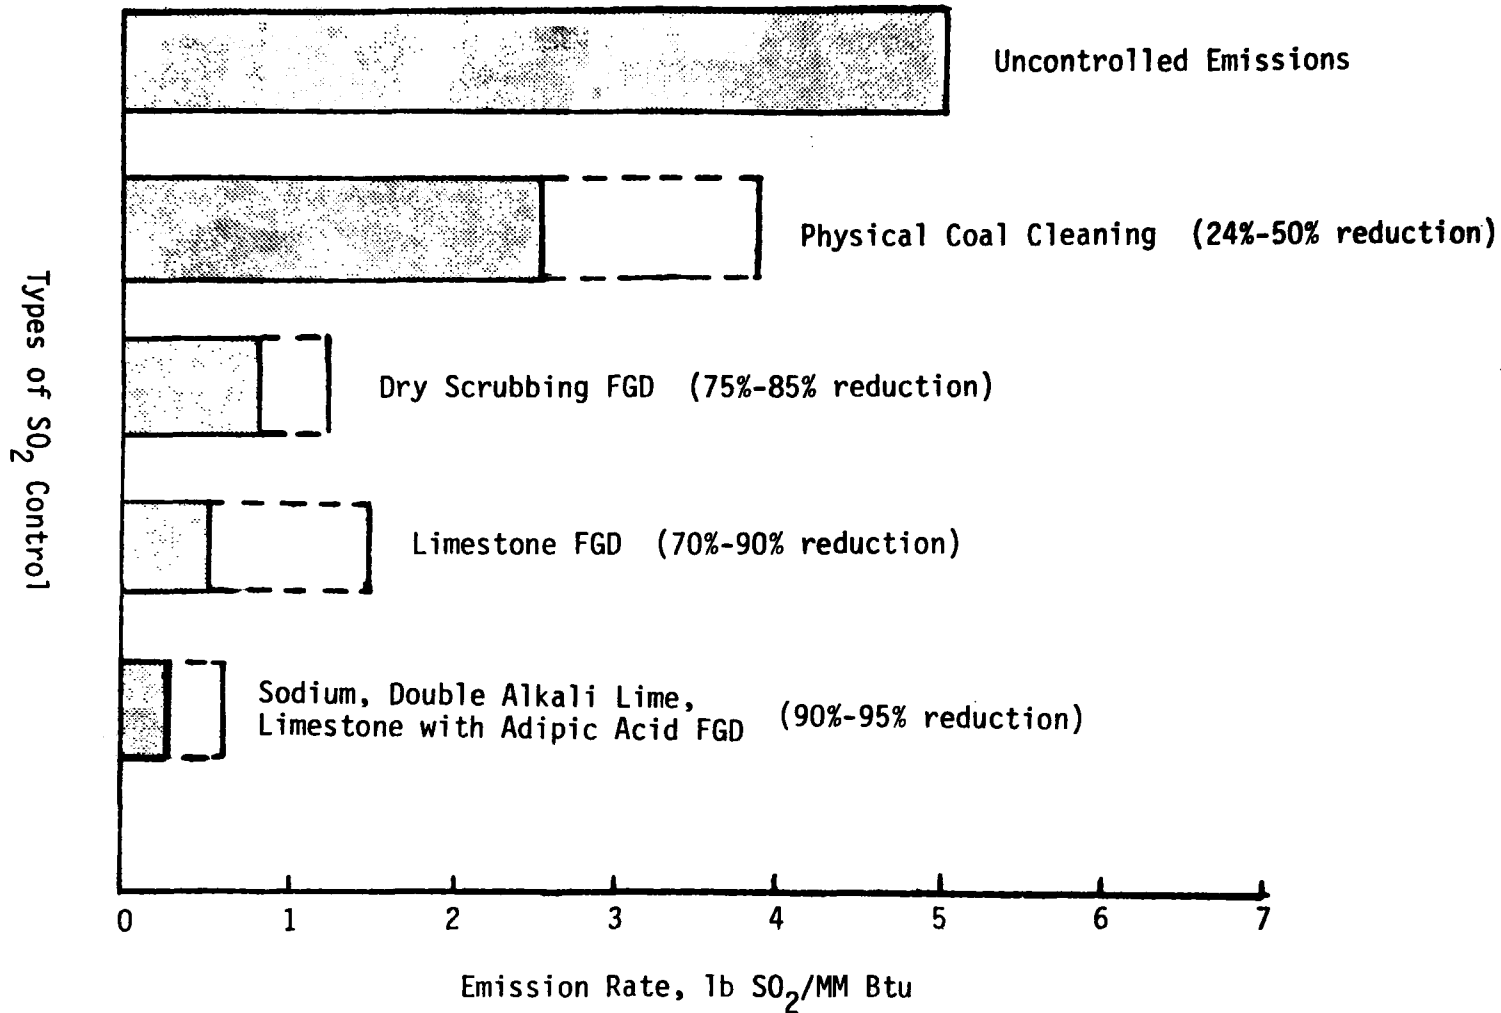 Uncontrolled Emissions
Physical Coal Cleaning (24%-50% reduction)
Dry Scrubbing FGD (75%-85% reduction)
Limestone FGD (70%-90% reduction)
Sodium, Double Alkali Lime,
Limestone with Adipic Acid FGD (90%-95% reduction)
Types of SO₂ Control
0 1 2 3 4 5 6 7
Emission Rate, lb SO₂/MM Btu